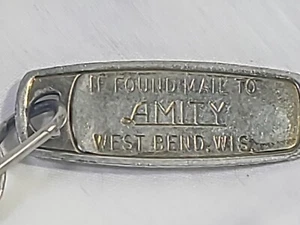 IF FOUND MAIL TO
AMITY
WEST BEND, WIS.